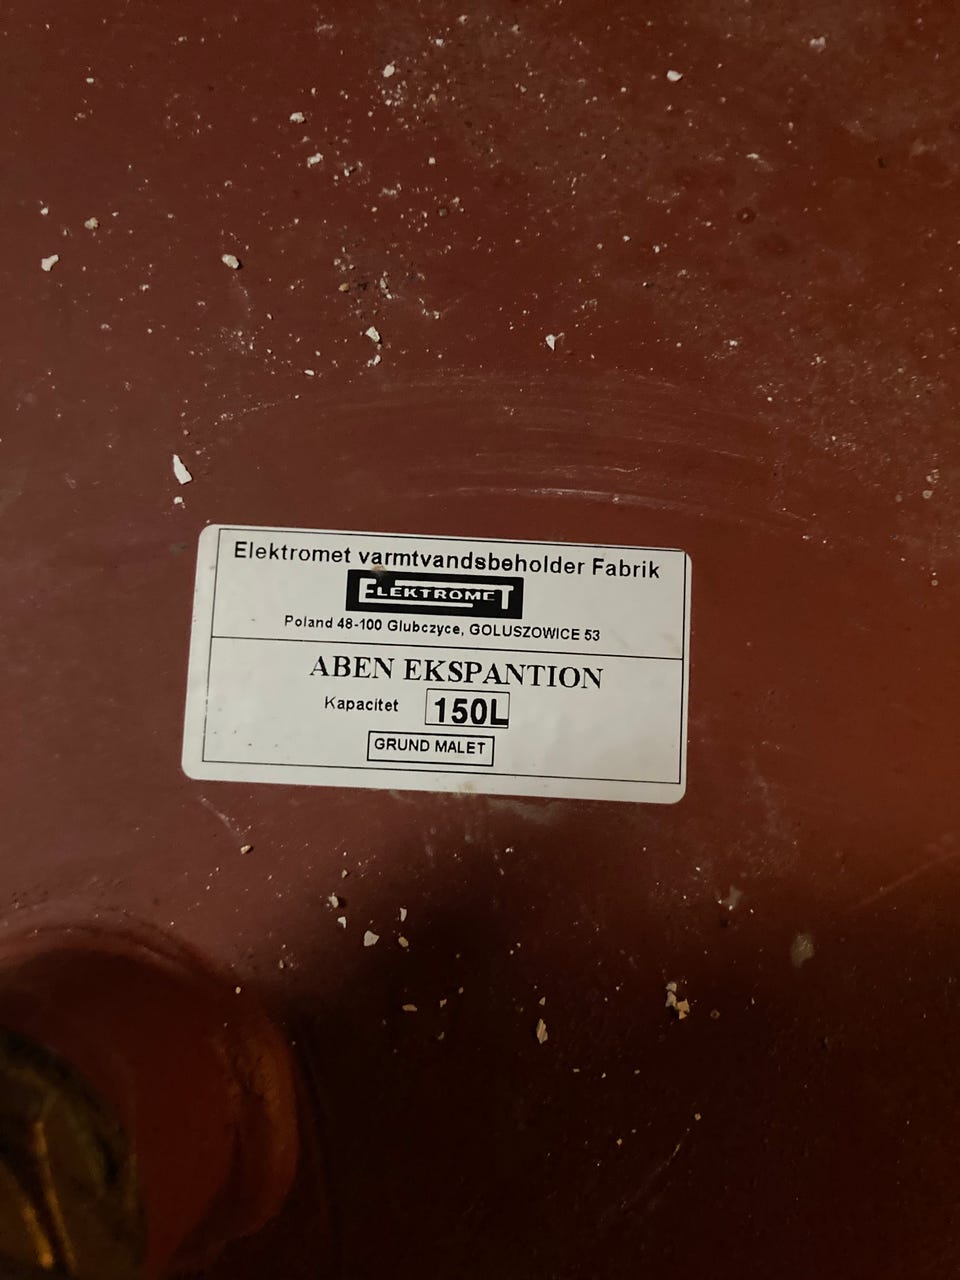 Elektromet varmtvandsbeholder Fabrik
ELEKTROMET
Poland 48-100 Glubczyce, GOLUSZOWICE 53
ABEN EKSPANTION
Kapacitet 150L
GRUND MALET